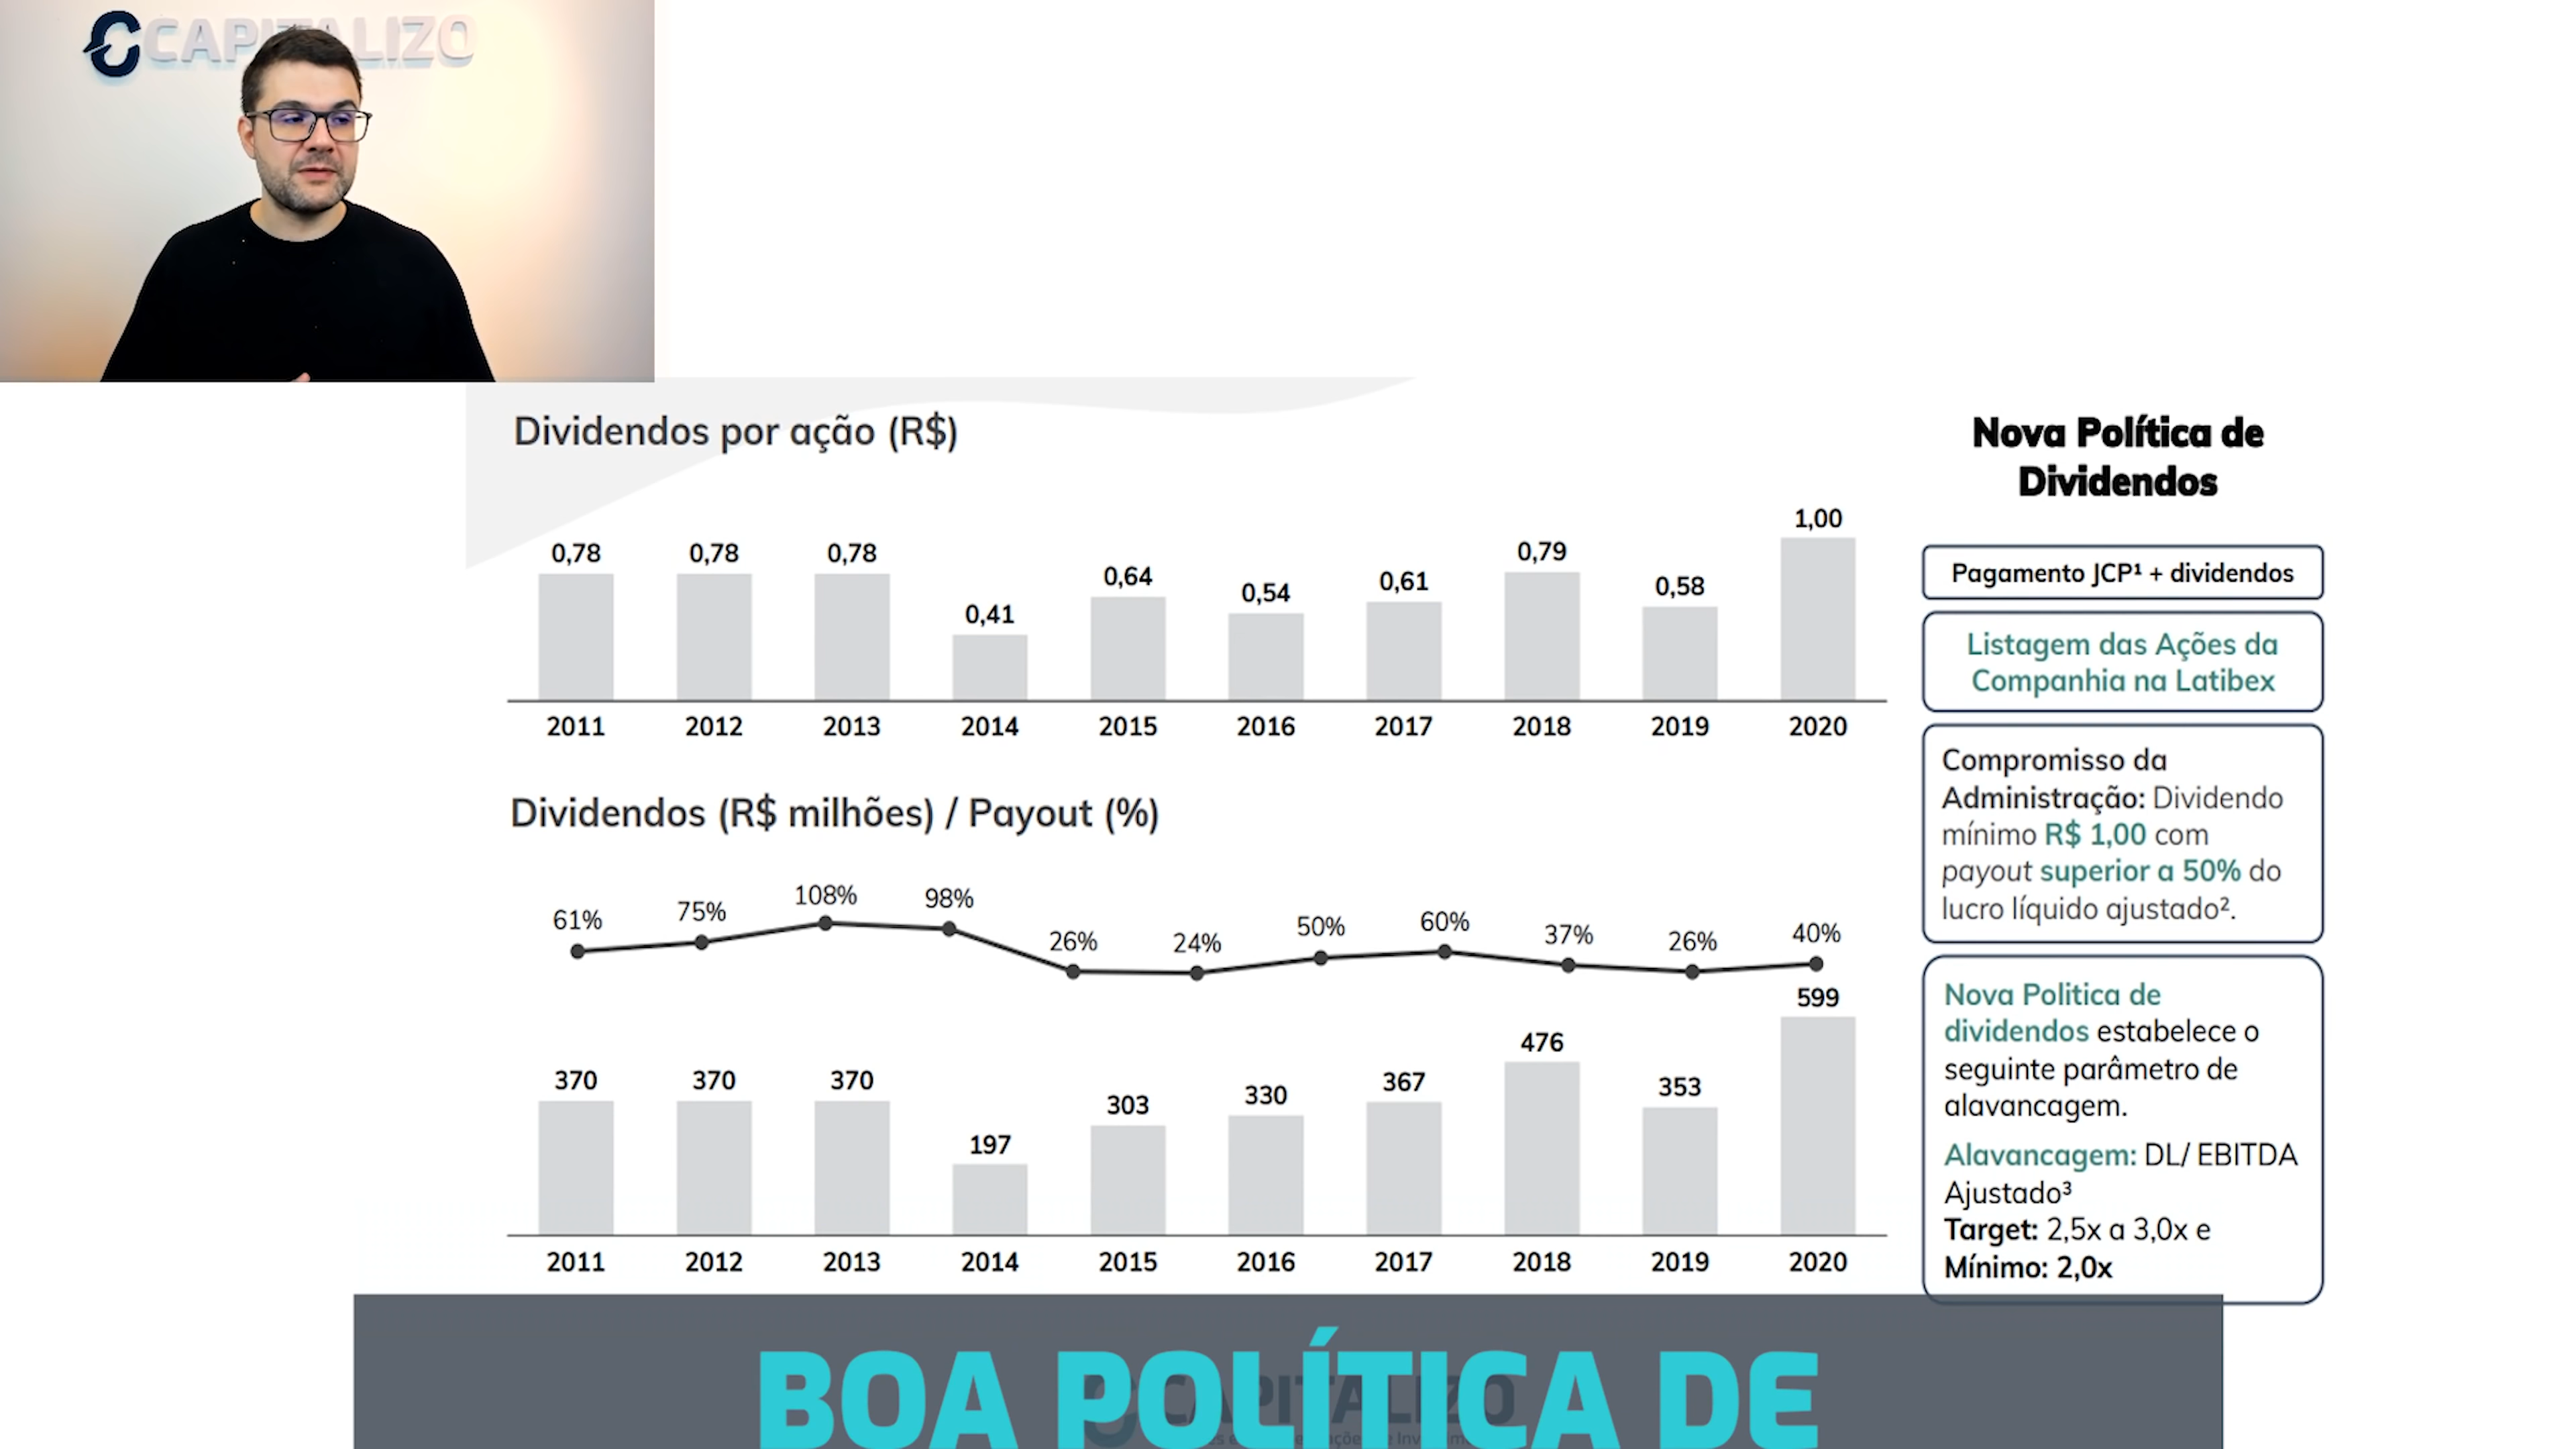 CAPITALIZO
Dividendos por ação (R$)
0,78 0,78 0,78 0,41 0,64 0,54 0,61 0,79 0,58 1,00
2011 2012 2013 2014 2015 2016 2017 2018 2019 2020
Dividendos (R$ milhões) / Payout (%)
61% 75% 108% 98% 26% 24% 50% 60% 37% 26% 40%
370 370 370 197 303 330 367 476 353 599
2011 2012 2013 2014 2015 2016 2017 2018 2019 2020
Nova Política de
Dividendos
Pagamento JCP¹ + dividendos
Listagem das Ações da
Companhia na Latibex
Compromisso da
Administração: Dividendo
mínimo R$ 1,00 com
payout superior a 50% do
lucro líquido ajustado².
Nova Politica de
dividendos estabelece o
seguinte parâmetro de
alavancagem.
Alavancagem: DL/ EBITDA
Ajustado³
Target: 2,5x a 3,0x e
Mínimo: 2,0x
BOA POLÍTICA DE
CAPITALIZO